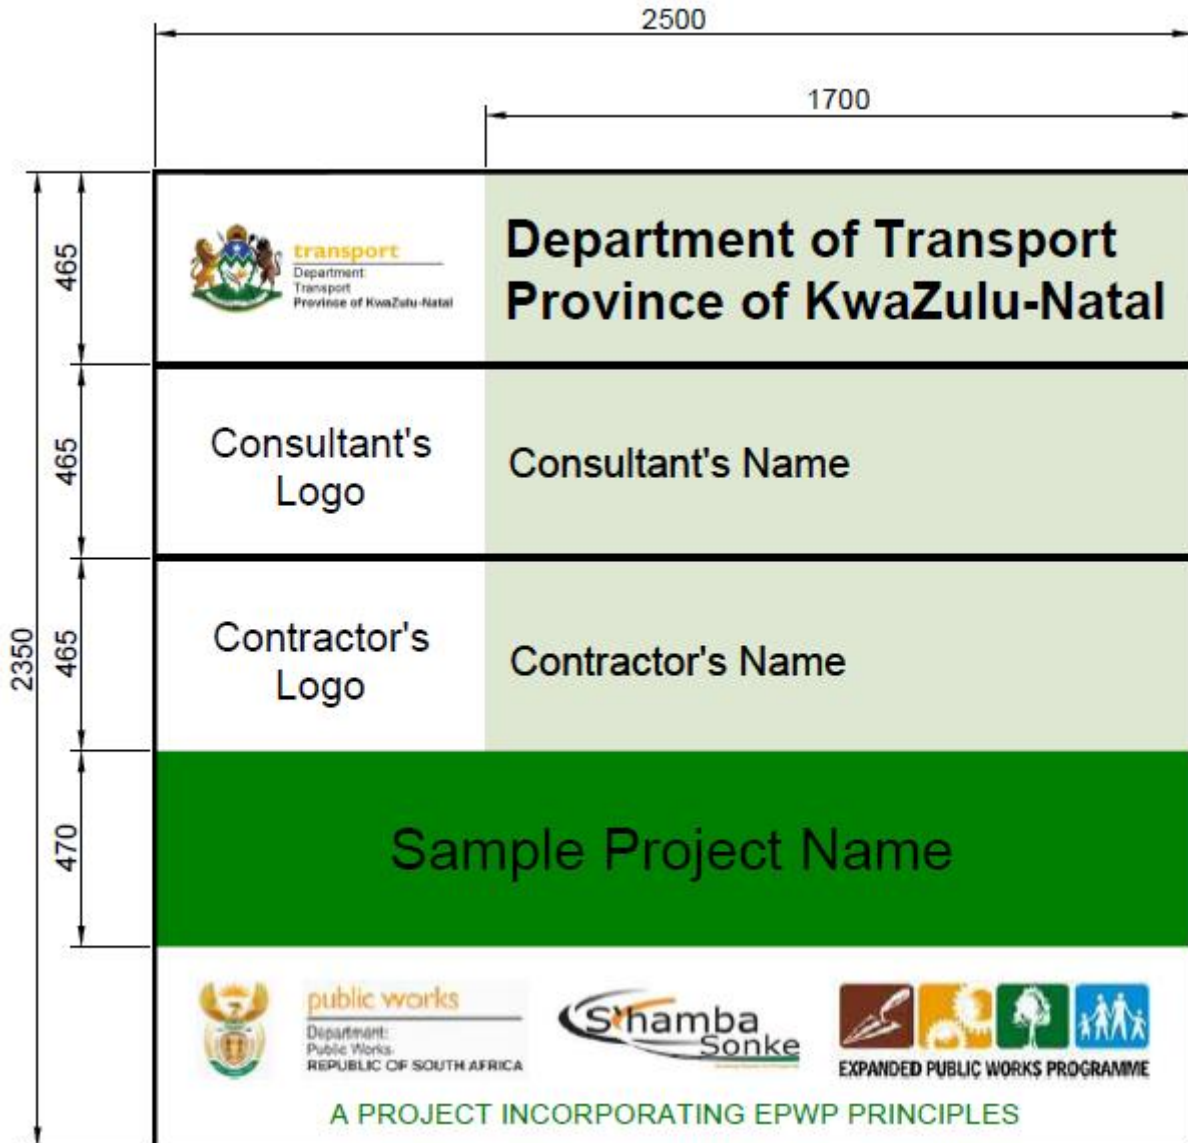 2500
1700
465
transport
Department:
Transport
Province of KwaZulu-Natal
Department of Transport
Province of KwaZulu-Natal
465
Consultant's
Logo
Consultant's Name
2350
465
Contractor's
Logo
Contractor's Name
470
Sample Project Name
public works
Department:
Public Works
REPUBLIC OF SOUTH AFRICA
S'hamba
Sonke
EXPANDED PUBLIC WORKS PROGRAMME
A PROJECT INCORPORATING EPWP PRINCIPLES